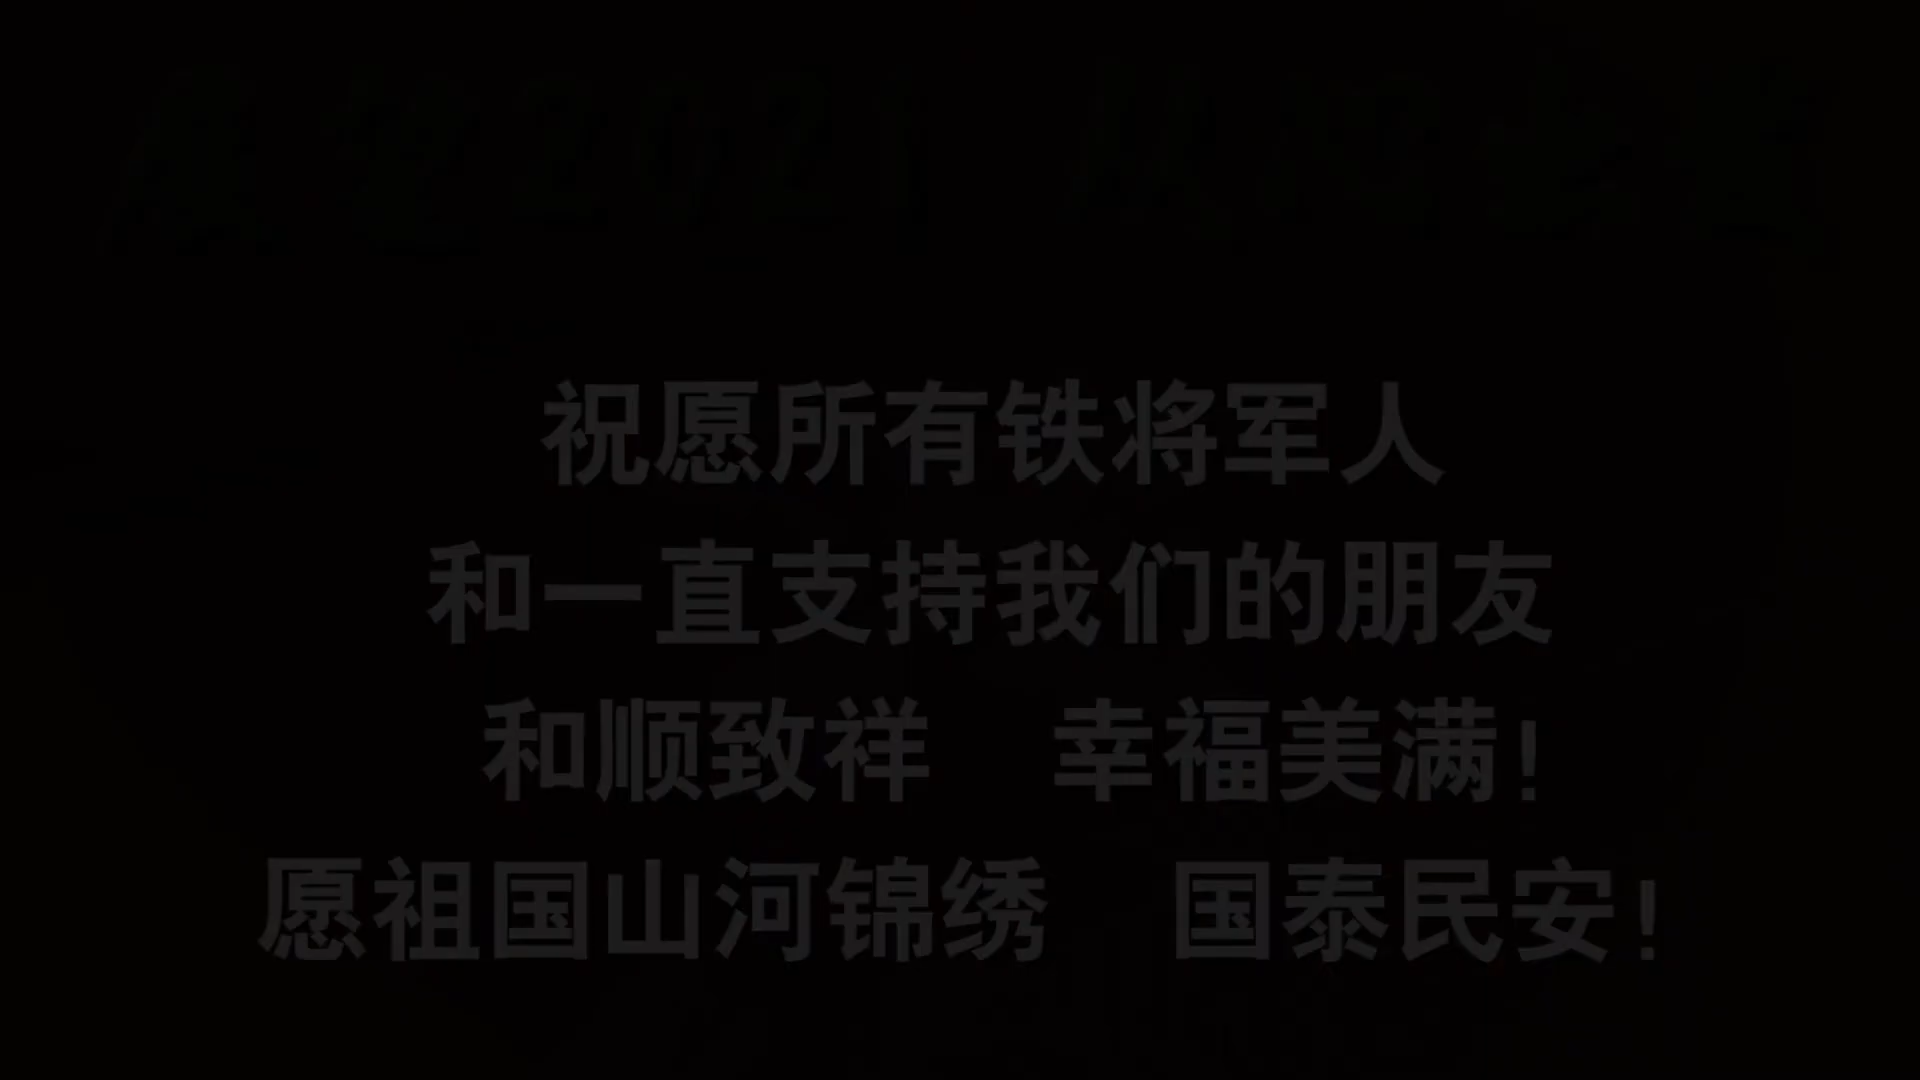 祝愿所有铁将军人
和一直支持我们的朋友
和顺致祥 幸福美满!
愿祖国山河锦绣 国泰民安!